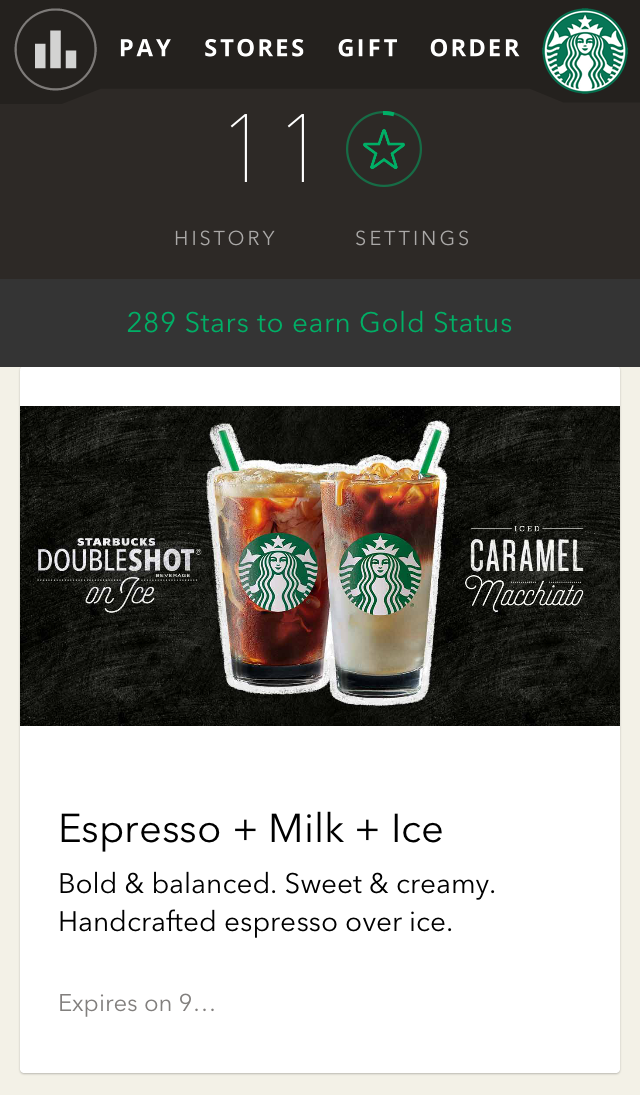 PAY STORES GIFT ORDER
11
HISTORY SETTINGS
289 Stars to earn Gold Status
STARBUCKS
DOUBLESHOT®
BEVERAGE
on Ice
ICED
CARAMEL
Macchiato
Espresso + Milk + Ice
Bold & balanced. Sweet & creamy.
Handcrafted espresso over ice.
Expires on 9…